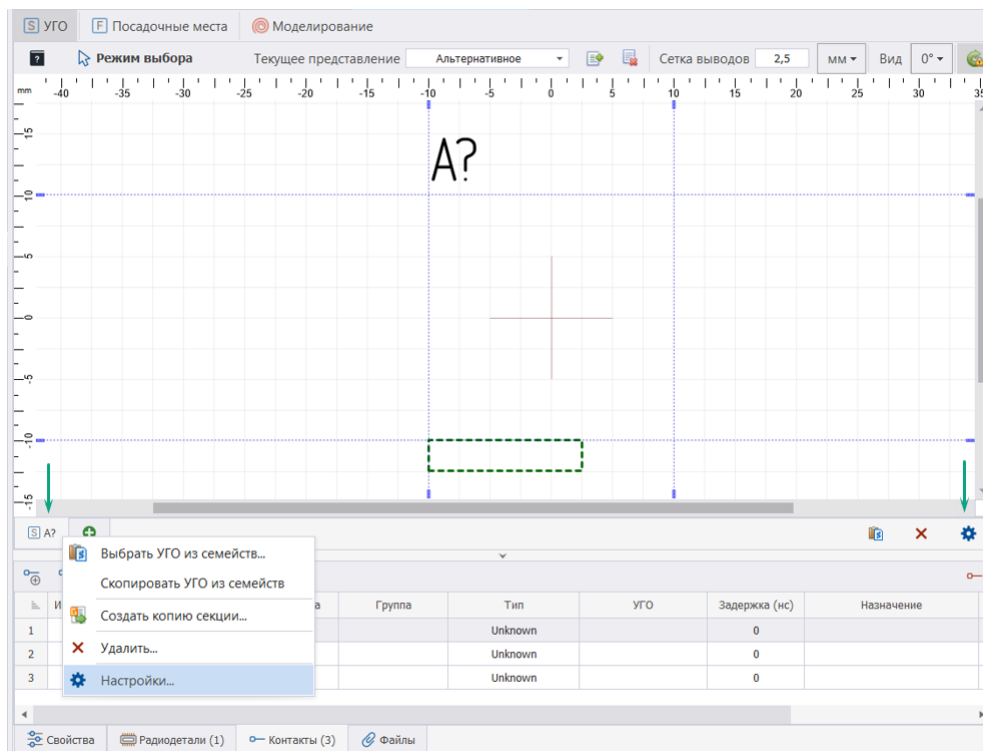 S УГО F Посадочные места Моделирование
? Режим выбора Текущее представление Альтернативное Сетка выводов 2,5 мм Вид 0°
mm -40 -35 -30 -25 -20 -15 -10 -5 0 5 10 15 20 25 30 35
15
A?
10
5
0
-5
-10
-15
S A?
Выбрать УГО из семейств...
Скопировать УГО из семейств
Создать копию секции...
Удалить...
Настройки...
Группа Тип УГО Задержка (нс) Назначение
1 Unknown 0
2 Unknown 0
3 Unknown 0
Свойства Радиодетали (1) Контакты (3) Файлы